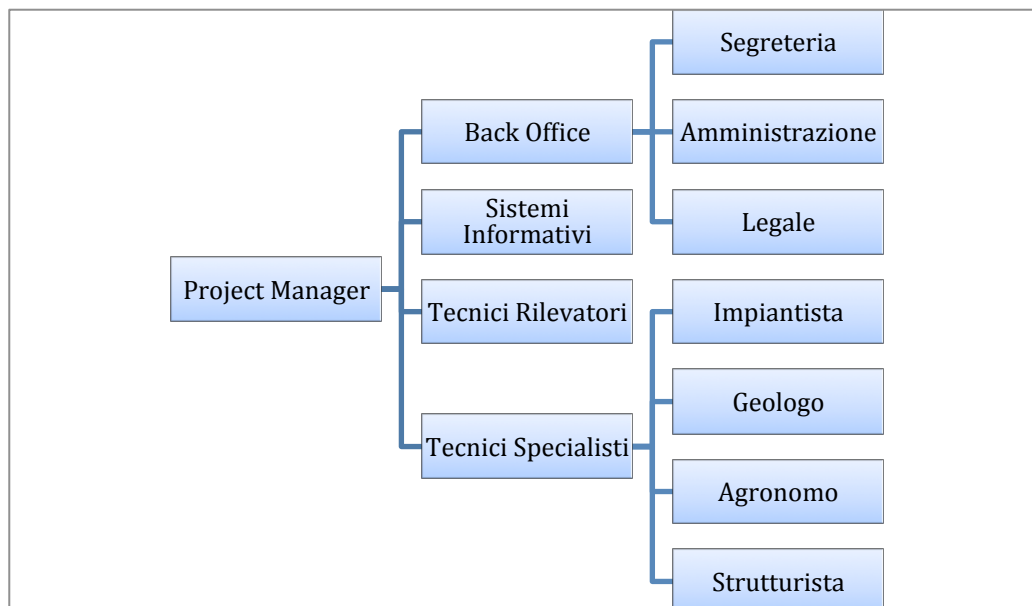 Project Manager
Back Office
Segreteria
Amministrazione
Legale
Sistemi
Informativi
Tecnici Rilevatori
Tecnici Specialisti
Impiantista
Geologo
Agronomo
Strutturista